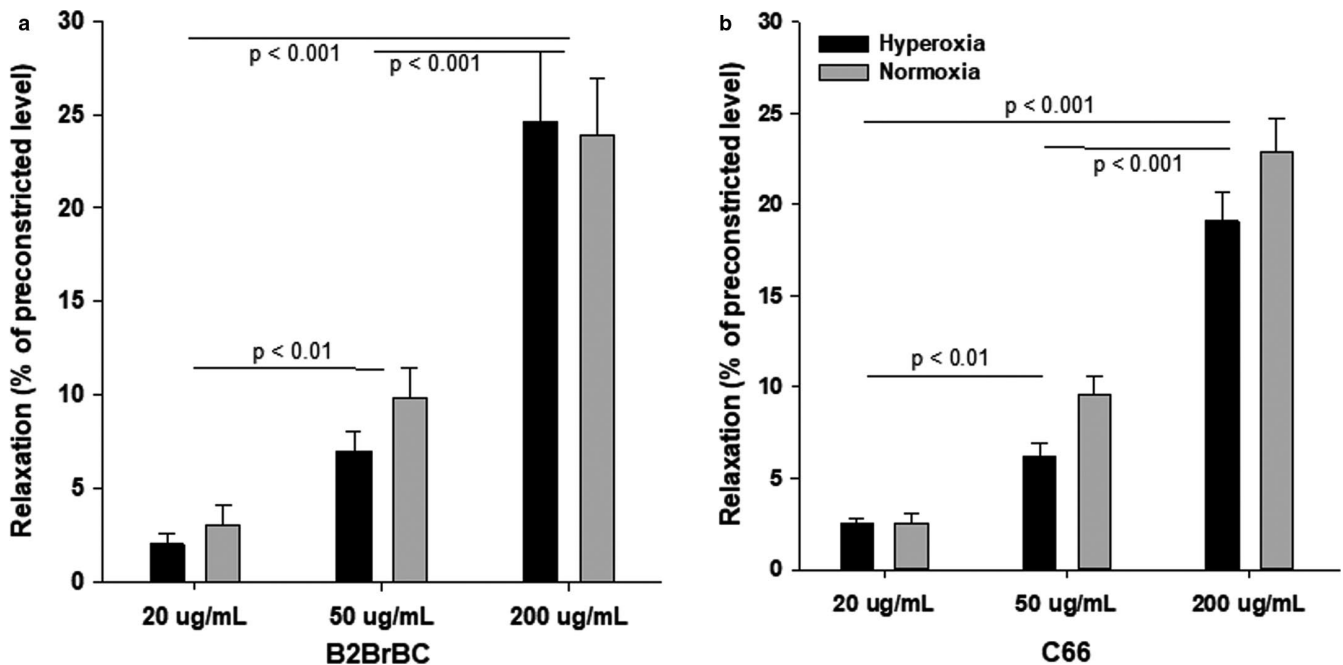 a
Relaxation (% of preconstricted level)
30
25
20
15
10
5
0
p < 0.001
p < 0.001
p < 0.01
20 ug/mL
50 ug/mL
200 ug/mL
B2BrBC
b
Relaxation (% of preconstricted level)
30
25
20
15
10
5
0
Hyperoxia
Normoxia
p < 0.001
p < 0.001
p < 0.01
20 ug/mL
50 ug/mL
200 ug/mL
C66